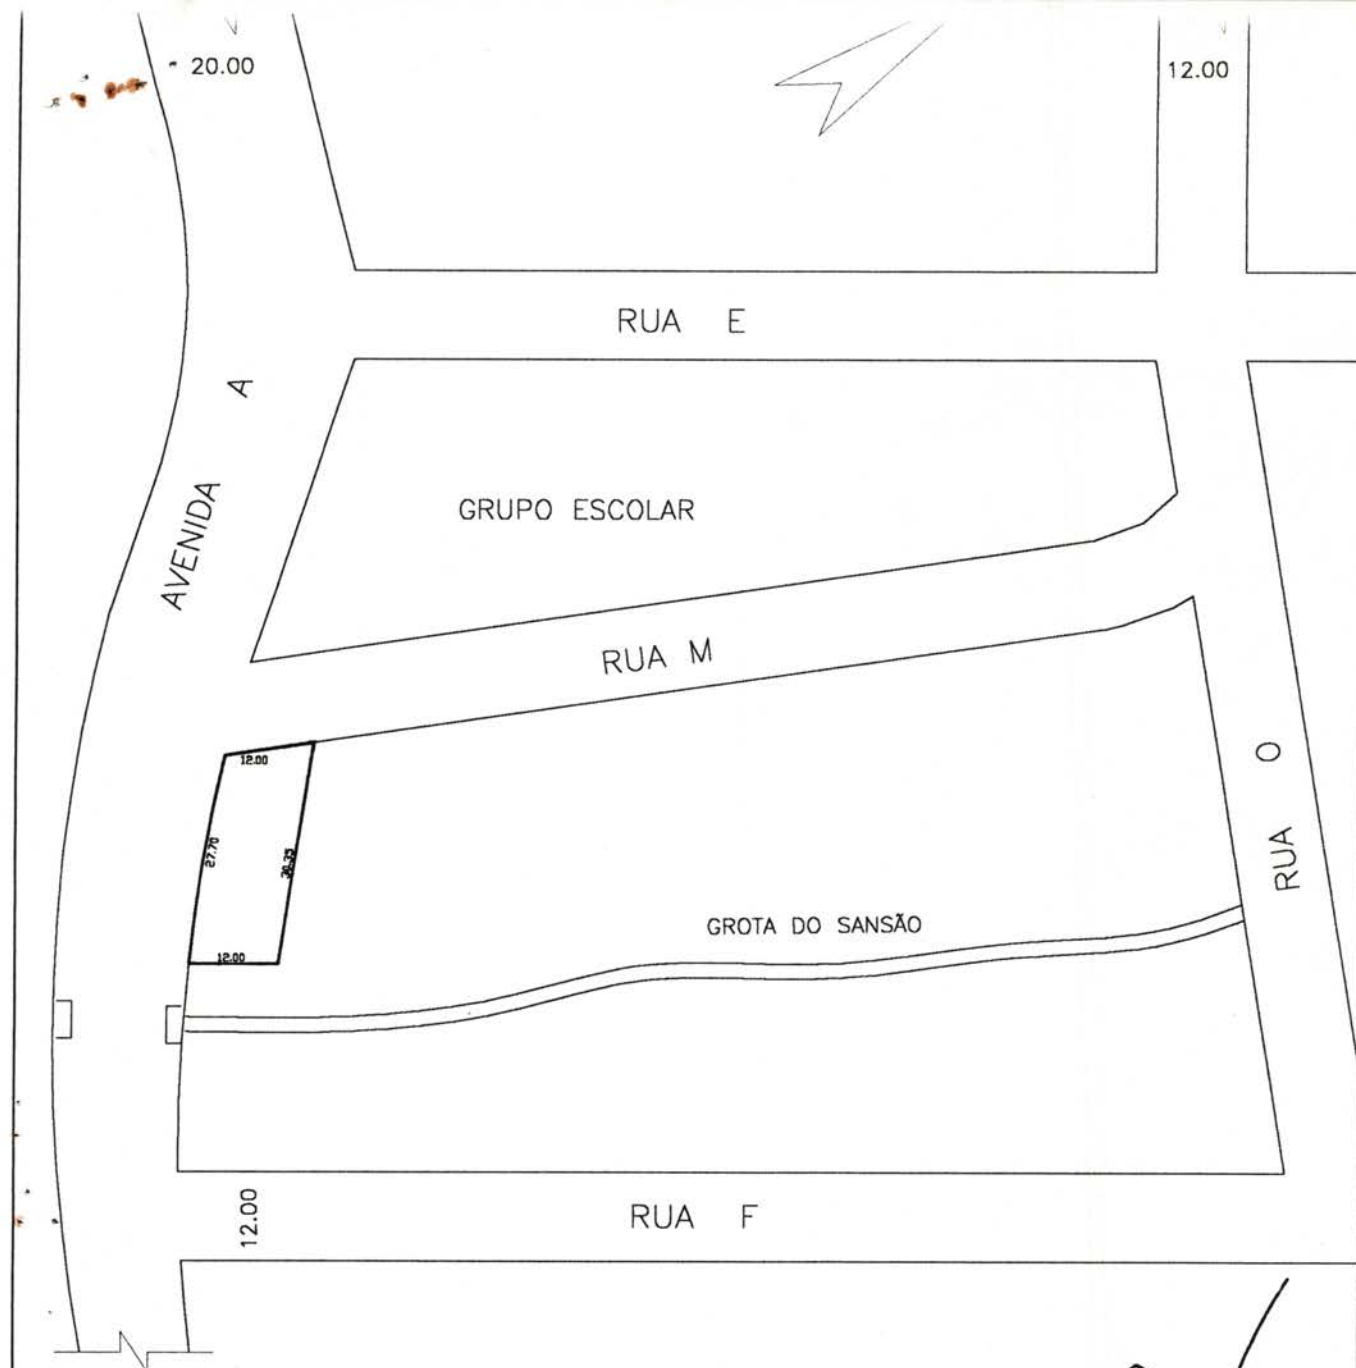 20.00
12.00
RUA E
AVENIDA A
GRUPO ESCOLAR
RUA M
12.00
27.70
12.00
RUA O
GROTA DO SANSÃO
12.00
RUA F